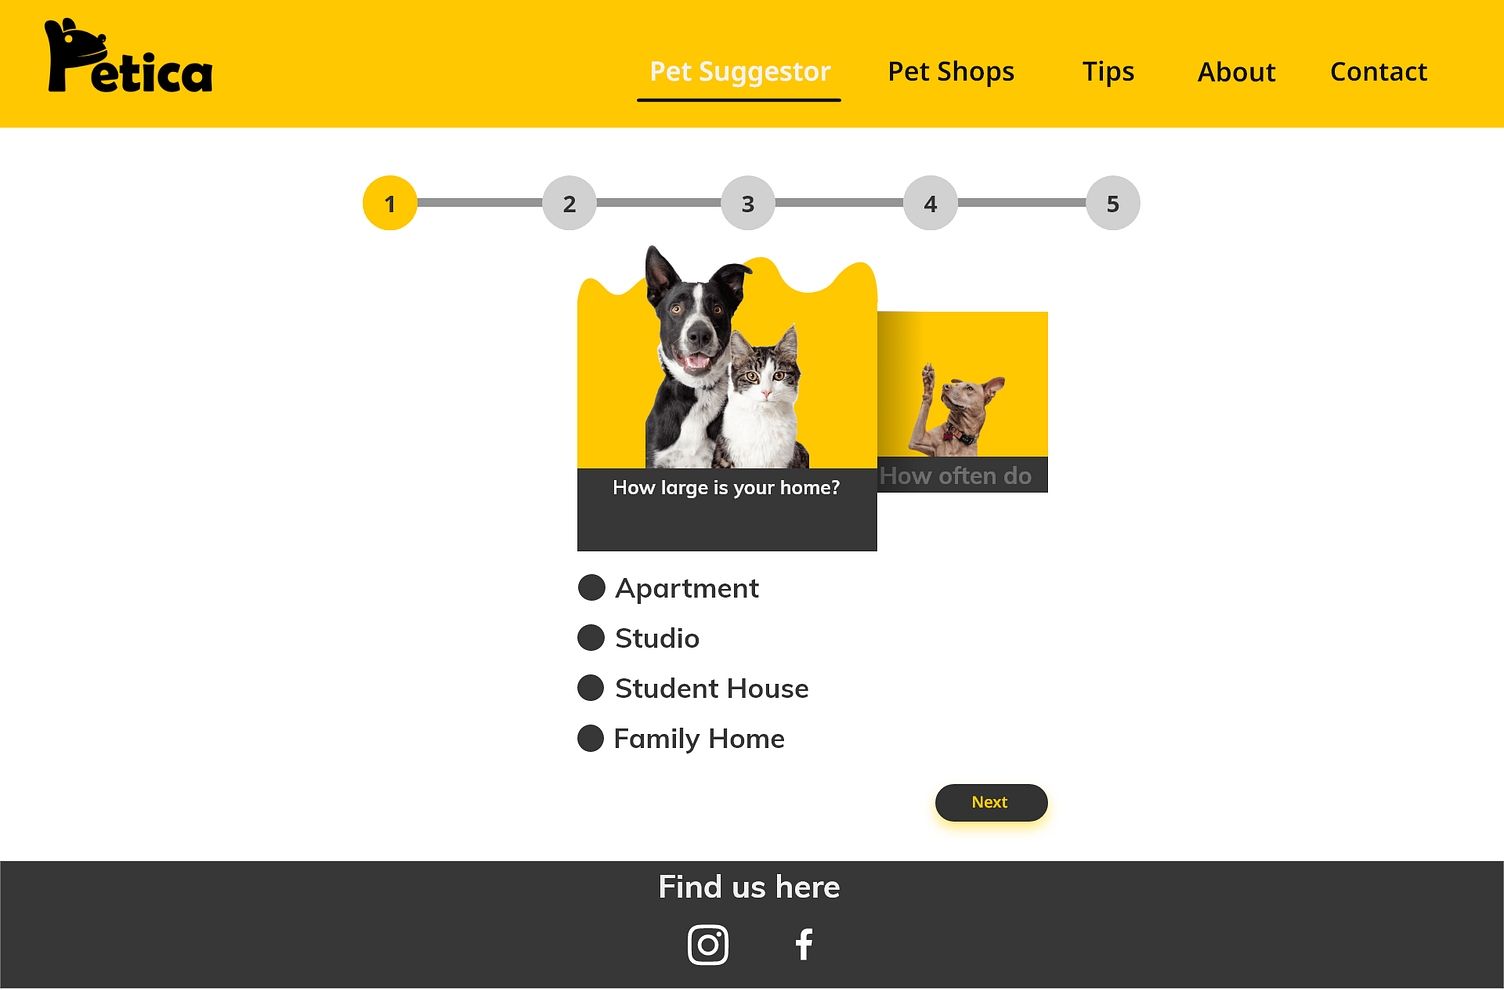 Petica
Pet Suggestor
Pet Shops
Tips
About
Contact
1
2
3
4
5
How large is your home?
How often do
Apartment
Studio
Student House
Family Home
Next
Find us here